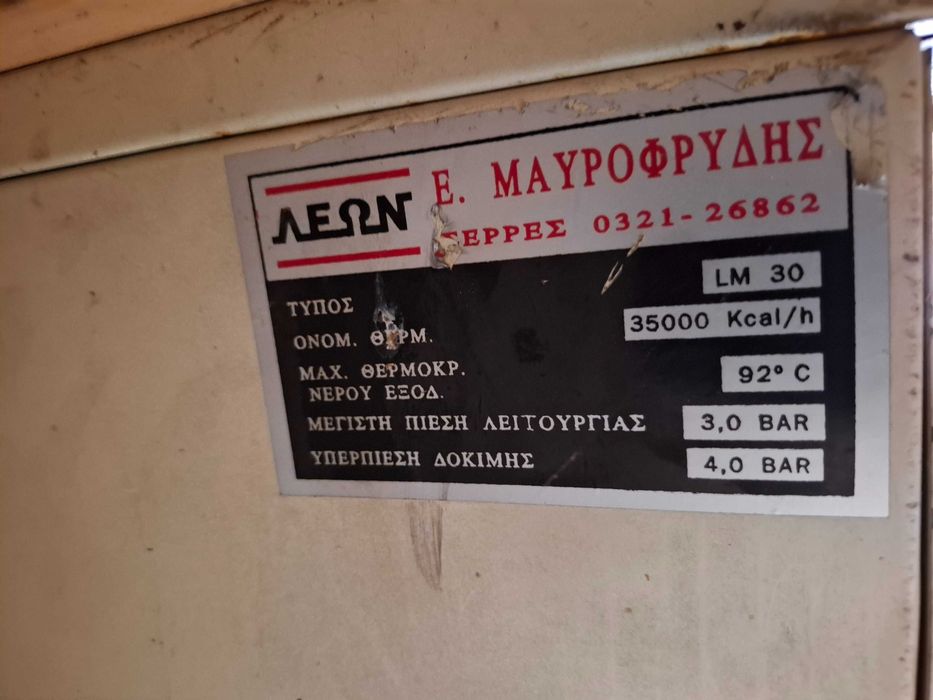 ΛΕΩΝ
Ε. ΜΑΥΡΟΦΡΥΔΗΣ
ΣΕΡΡΕΣ 0321-26862
ΤΥΠΟΣ LM 30
ΟΝΟΜ. ΘΕΡΜ. 35000 Kcal/h
ΜΑΧ. ΘΕΡΜΟΚΡ.
ΝΕΡΟΥ ΕΞΟΔ. 92° C
ΜΕΓΙΣΤΗ ΠΙΕΣΗ ΛΕΙΤΟΥΡΓΙΑΣ 3,0 BAR
ΥΠΕΡΠΙΕΣΗ ΔΟΚΙΜΗΣ 4,0 BAR